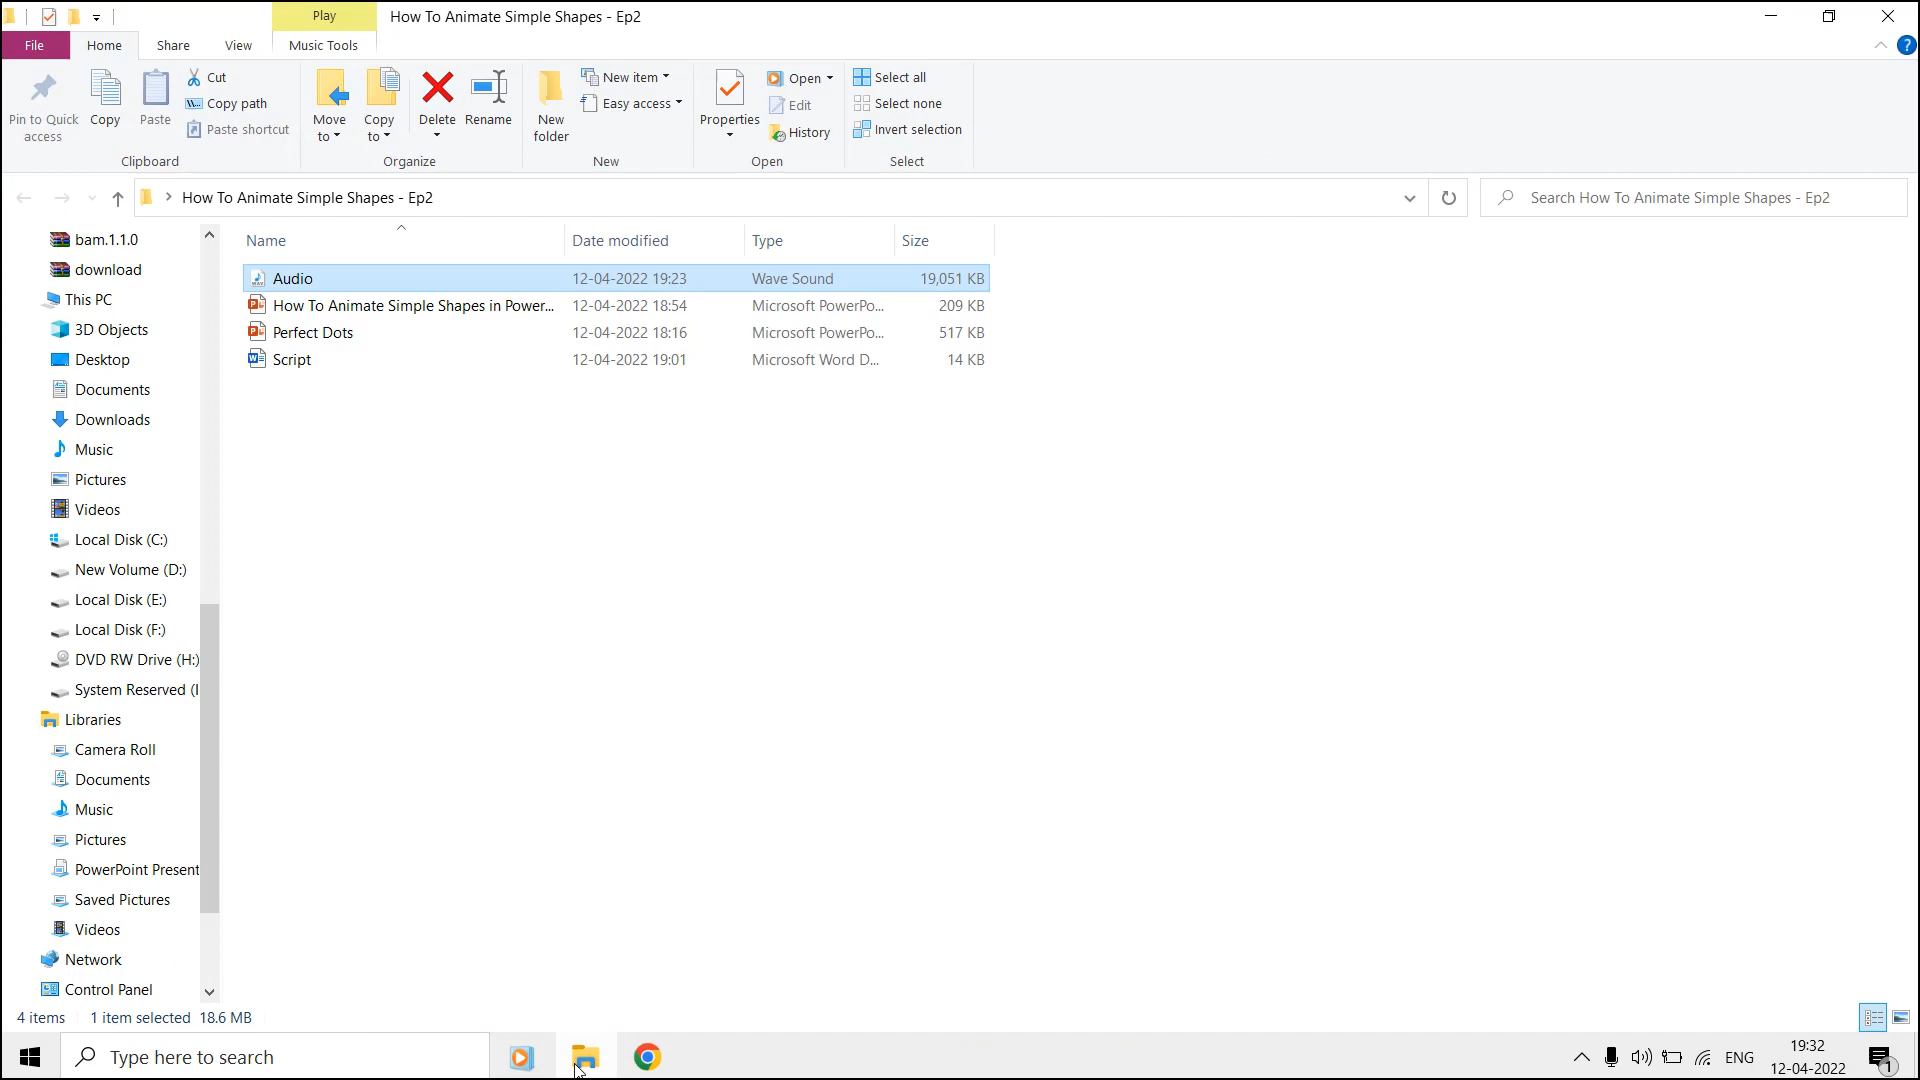 Play
How To Animate Simple Shapes - Ep2
File
Home
Share
View
Music Tools
?
Pin to Quick
access
Copy
Paste
Cut
Copy path
Paste shortcut
Clipboard
Move
to
Copy
to
Delete
Rename
Organize
New
folder
New item
Easy access
New
Properties
Open
Edit
History
Open
Select all
Select none
Invert selection
Select
How To Animate Simple Shapes - Ep2
Search How To Animate Simple Shapes - Ep2
Name
Date modified
Type
Size
Audio
12-04-2022 19:23
Wave Sound
19,051 KB
How To Animate Simple Shapes in Power...
12-04-2022 18:54
Microsoft PowerPo...
209 KB
Perfect Dots
12-04-2022 18:16
Microsoft PowerPo...
517 KB
Script
12-04-2022 19:01
Microsoft Word D...
14 KB
bam.1.1.0
download
This PC
3D Objects
Desktop
Documents
Downloads
Music
Pictures
Videos
Local Disk (C:)
New Volume (D:)
Local Disk (E:)
Local Disk (F:)
DVD RW Drive (H:)
System Reserved (I
Libraries
Camera Roll
Documents
Music
Pictures
PowerPoint Present
Saved Pictures
Videos
Network
Control Panel
4 items
1 item selected 18.6 MB
Type here to search
ENG
19:32
12-04-2022
1